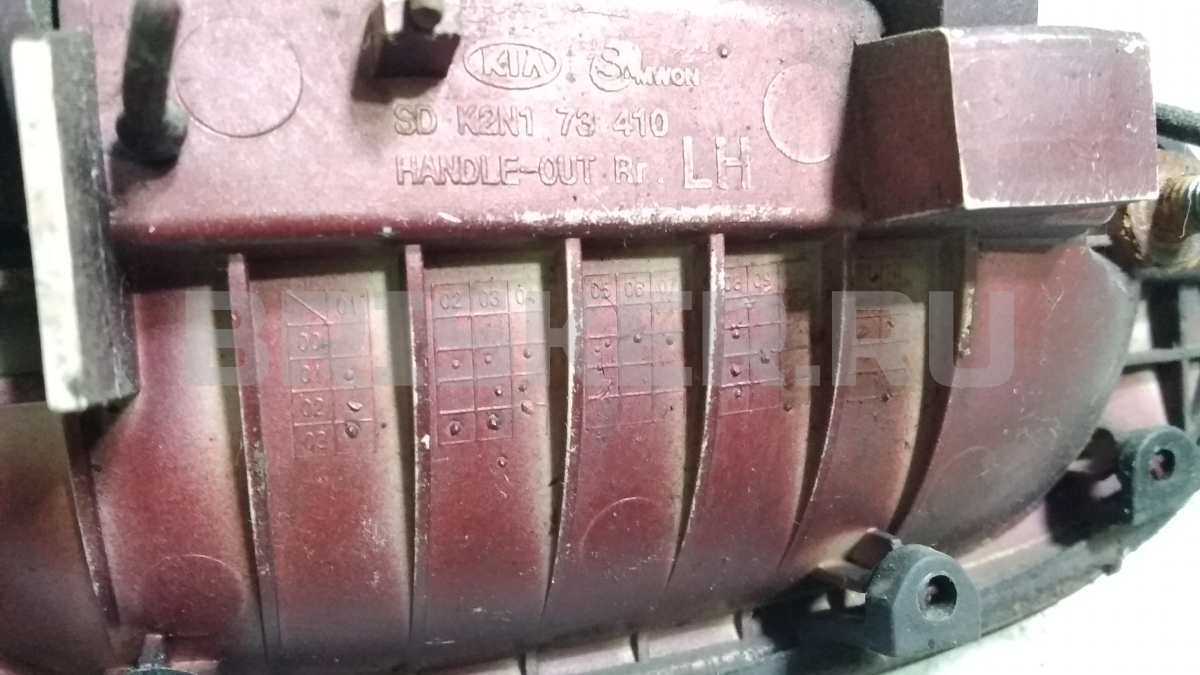 KIA SAMWON
SD K2N1 73 410
HANDLE-OUT Rr. LH
01 02 03 04 05 06 07 08 09
00
01
02
03